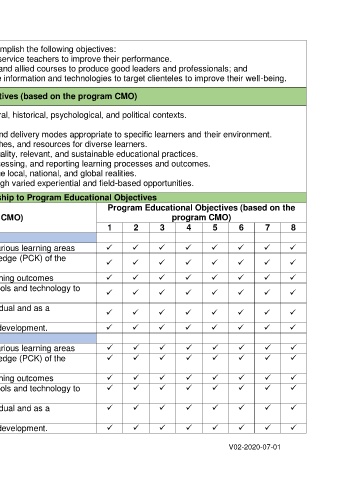 mplish the following objectives:
service teachers to improve their performance.
and allied courses to produce good leaders and professionals; and
e information and technologies to target clienteles to improve their well-being.
tives (based on the program CMO)
ral, historical, psychological, and political contexts.
nd delivery modes appropriate to specific learners and their environment.
hes, and resources for diverse learners.
uality, relevant, and sustainable educational practices.
sessing, and reporting learning processes and outcomes.
e local, national, and global realities.
gh varied experiential and field-based opportunities.
ship to Program Educational Objectives
CMO)
Program Educational Objectives (based on the
program CMO)
1 2 3 4 5 6 7 8
arious learning areas ✓ ✓ ✓ ✓ ✓ ✓ ✓ ✓
edge (PCK) of the ✓ ✓ ✓ ✓ ✓ ✓ ✓ ✓
ning outcomes ✓ ✓ ✓ ✓ ✓ ✓ ✓ ✓
ools and technology to ✓ ✓ ✓ ✓ ✓ ✓ ✓ ✓
dual and as a ✓ ✓ ✓ ✓ ✓ ✓ ✓ ✓
development. ✓ ✓ ✓ ✓ ✓ ✓ ✓ ✓
arious learning areas ✓ ✓ ✓ ✓ ✓ ✓ ✓ ✓
edge (PCK) of the ✓ ✓ ✓ ✓ ✓ ✓ ✓ ✓
ning outcomes ✓ ✓ ✓ ✓ ✓ ✓ ✓ ✓
ools and technology to ✓ ✓ ✓ ✓ ✓ ✓ ✓ ✓
dual and as a ✓ ✓ ✓ ✓ ✓ ✓ ✓ ✓
development. ✓ ✓ ✓ ✓ ✓ ✓ ✓ ✓
V02-2020-07-01